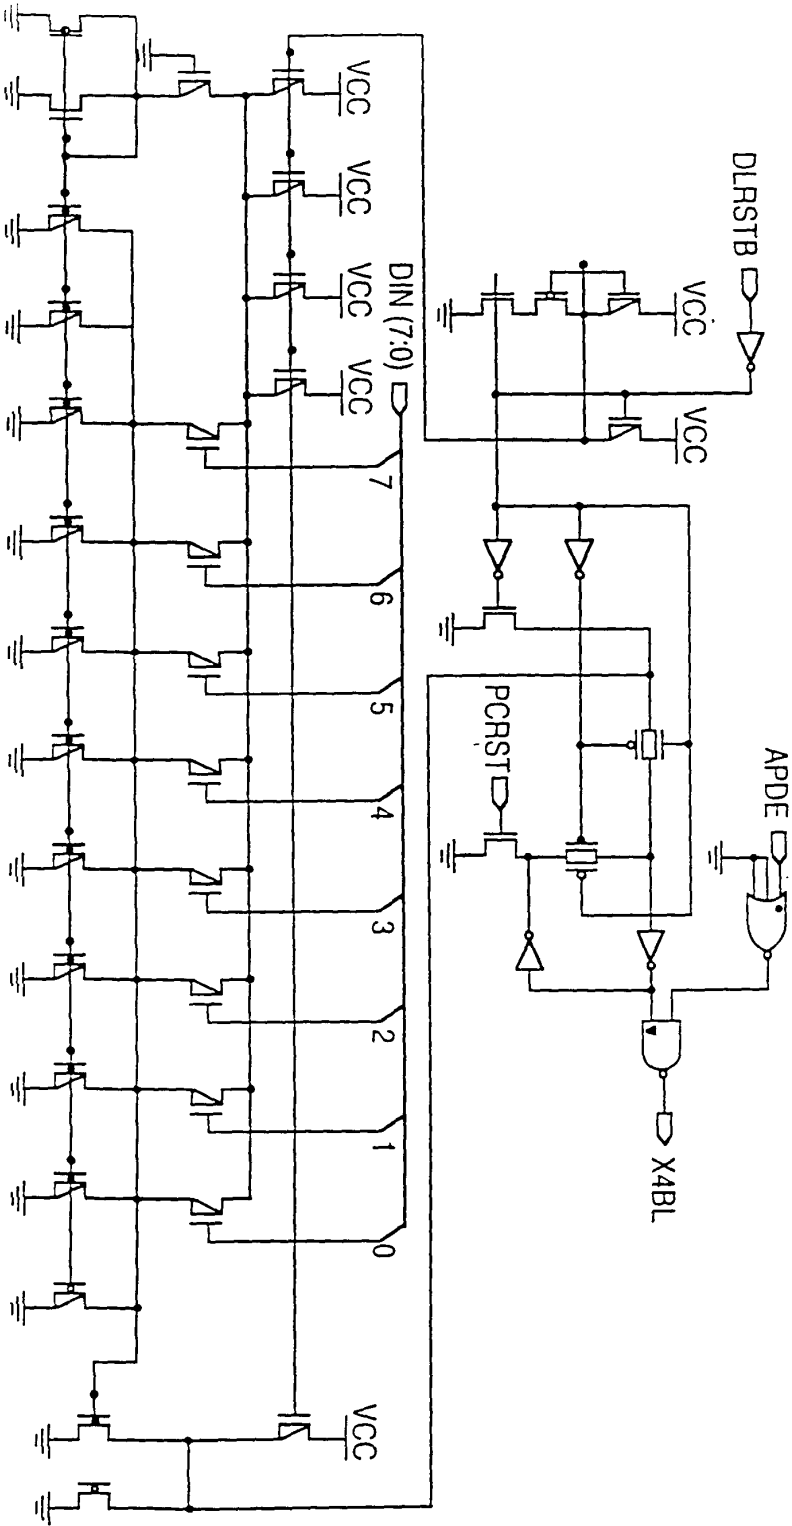 DLRSTB
VCC
VCC
APDE
PCRST
X4BL
DIN (7:0)
7
6
5
4
3
2
1
0
VCC
VCC
VCC
VCC
VCC